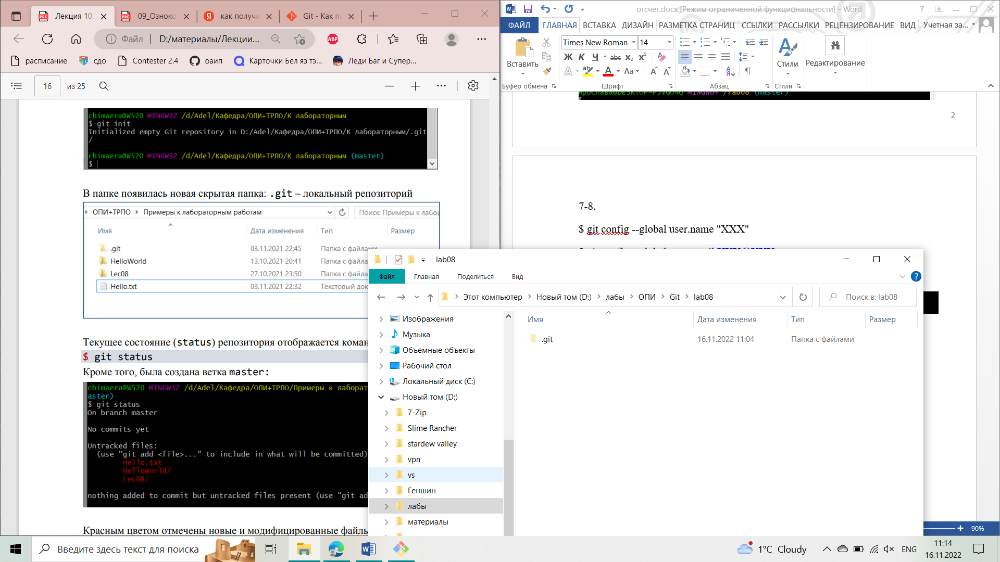 Лекция 10.
09_Озноко
как получи
Git - Как по
Файл
D:/материалы/Лекции...
ABP
расписание
сдо
Contester 2.4
оаип
Карточки Бел яз тэ...
Леди Баг и Супер...
16
из 25
chimaera@W520 MINGW32 /d/Adel/Кафедра/ОПИ+ТРПО/К лабораторным
$ git init
Initialized empty Git repository in D:/Adel/Кафедра/ОПИ+ТРПО/К лабораторным/.git
/
chimaera@W520 MINGW32 /d/Adel/Кафедра/ОПИ+ТРПО/К лабораторным (master)
$
В папке появилась новая скрытая папка: .git – локальный репозиторий
ОПИ+ТРПО
Примеры к лабораторным работам
Поиск: Примеры к лабор
Имя
Дата изменения
Тип
Размер
.git
03.11.2021 22:45
Папка с файлами
HelloWorld
13.10.2021 20:41
Папка с файла
Lec08
27.10.2021 23:50
Папка с файла
Hello.txt
03.11.2021 22:32
Текстовый док
Текущее состояние (status) репозитория отображается коман
$ git status
Кроме того, была создана ветка master:
chimaera@W520 MINGW32 /d/Adel/Кафедра/ОПИ+ТРПО/Примеры к лаборат
aster)
$ git status
On branch master
No commits yet
Untracked files:
(use "git add <file>..." to include in what will be committed)
Hello.txt
HelloWorld/
Lec08/
nothing added to commit but untracked files present (use "git ad
Красным цветом отмечены новые и модифицированные файлы
отсчёт.docx [Режим ограниченной функциональности] - Word
ФАЙЛ
ГЛАВНАЯ
ВСТАВКА
ДИЗАЙН
РАЗМЕТКА СТРАНИЦ
ССЫЛКИ
РАССЫЛКИ
РЕЦЕНЗИРОВАНИЕ
ВИД
Учетная за...
Times New Roman
14
Вставить
Ж К Ч abc x₂ x²
Aa
Стили
Редактирование
Буфер обмена
Шрифт
Абзац
Стили
Ярослава@DESKTOP-P5VGONQ MINGW64 /lab08 (master)
2
7-8.
$ git config --global user.name "XXX"
lab08
Файл
Главная
Поделиться
Вид
Этот компьютер
Новый том (D:)
лабы
ОПИ
Git
lab08
Поиск в: lab08
Изображения
Музыка
Объемные объекты
Рабочий стол
Локальный диск (C:)
Новый том (D:)
7-Zip
Slime Rancher
stardew valley
vpn
vs
Геншин
лабы
материалы
Имя
Дата изменения
Тип
Размер
.git
16.11.2022 11:04
Папка с файлами
90%
Введите здесь текст для поиска
1°C Cloudy
ENG
11:14
16.11.2022